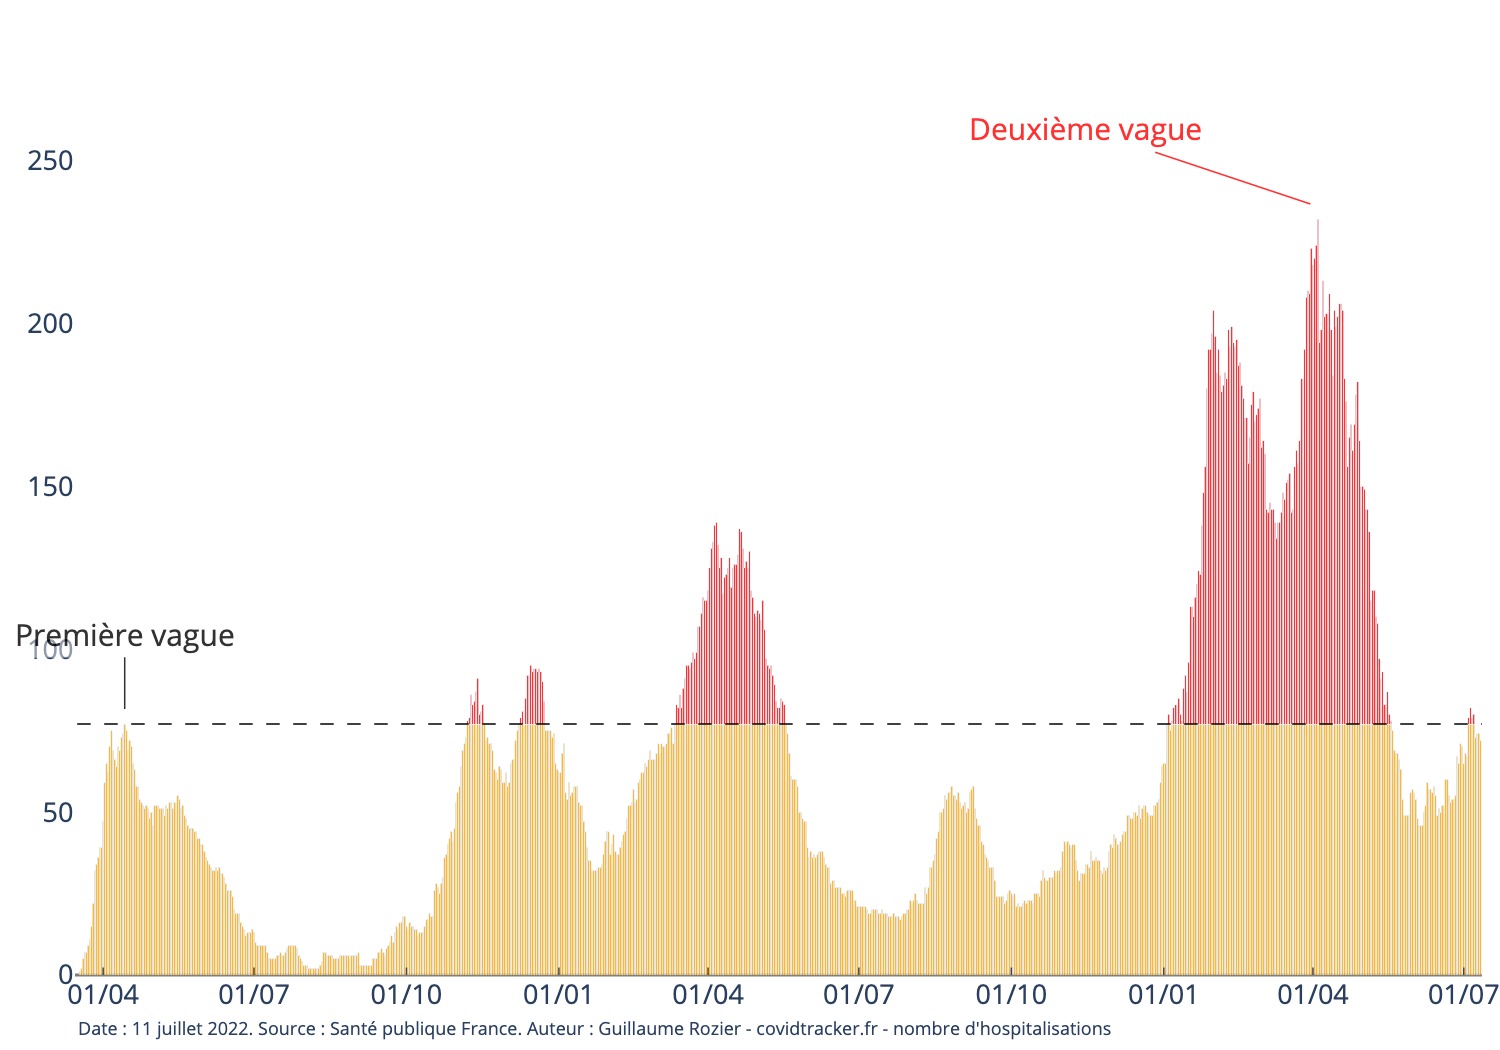 Deuxième vague
250
200
150
Première vague
100
50
0
01/04 01/07 01/10 01/01 01/04 01/07 01/10 01/01 01/04 01/07
Date : 11 juillet 2022. Source : Santé publique France. Auteur : Guillaume Rozier - covidtracker.fr - nombre d'hospitalisations